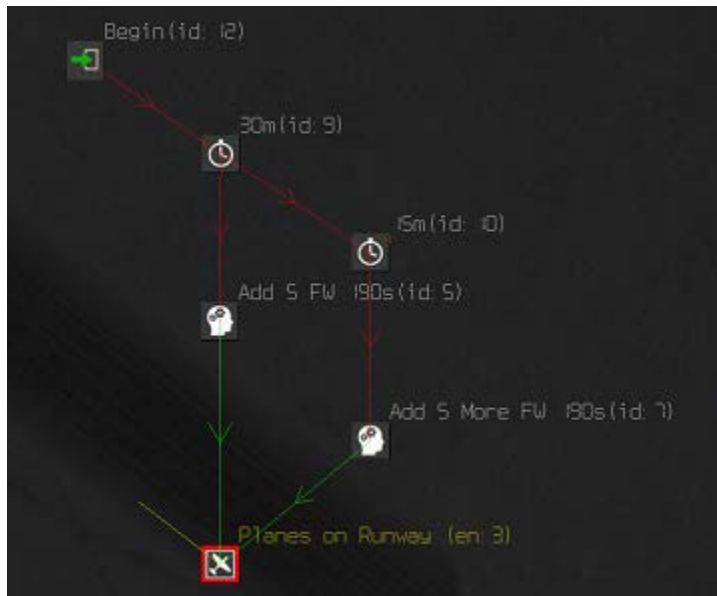 Begin(id: 12)
30m(id: 9)
15m(id: 10)
Add 5 FW 190s(id: 5)
Add 5 More FW 190s(id: 7)
Planes on Runway (en: 3)